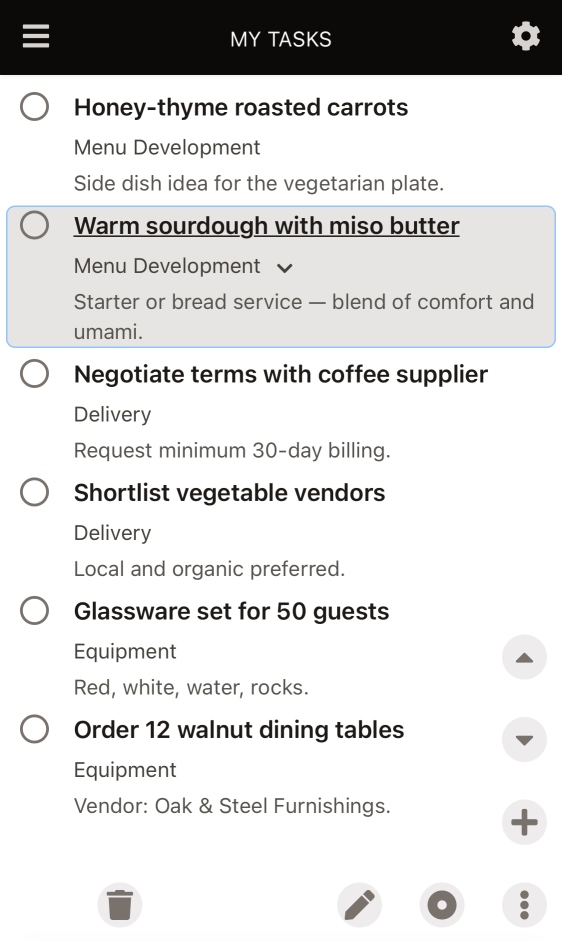 MY TASKS
Honey-thyme roasted carrots
Menu Development
Side dish idea for the vegetarian plate.
Warm sourdough with miso butter
Menu Development
Starter or bread service — blend of comfort and
umami.
Negotiate terms with coffee supplier
Delivery
Request minimum 30-day billing.
Shortlist vegetable vendors
Delivery
Local and organic preferred.
Glassware set for 50 guests
Equipment
Red, white, water, rocks.
Order 12 walnut dining tables
Equipment
Vendor: Oak & Steel Furnishings.